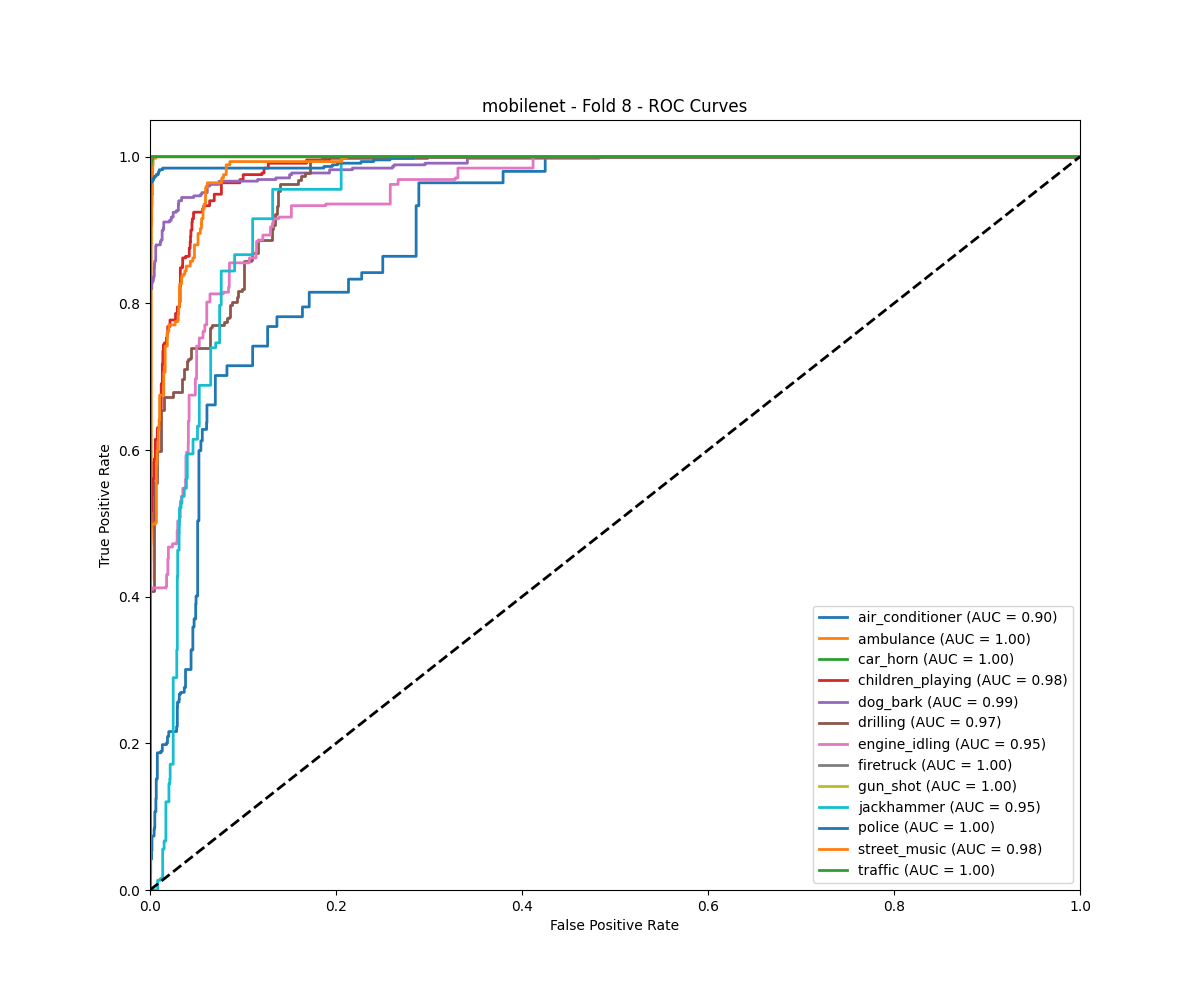 mobilenet - Fold 8 - ROC Curves
1.0
0.8
0.6
0.4
0.2
0.0
True Positive Rate
air_conditioner (AUC = 0.90)
ambulance (AUC = 1.00)
car_horn (AUC = 1.00)
children_playing (AUC = 0.98)
dog_bark (AUC = 0.99)
drilling (AUC = 0.97)
engine_idling (AUC = 0.95)
firetruck (AUC = 1.00)
gun_shot (AUC = 1.00)
jackhammer (AUC = 0.95)
police (AUC = 1.00)
street_music (AUC = 0.98)
traffic (AUC = 1.00)
0.0 0.2 0.4 0.6 0.8 1.0
False Positive Rate